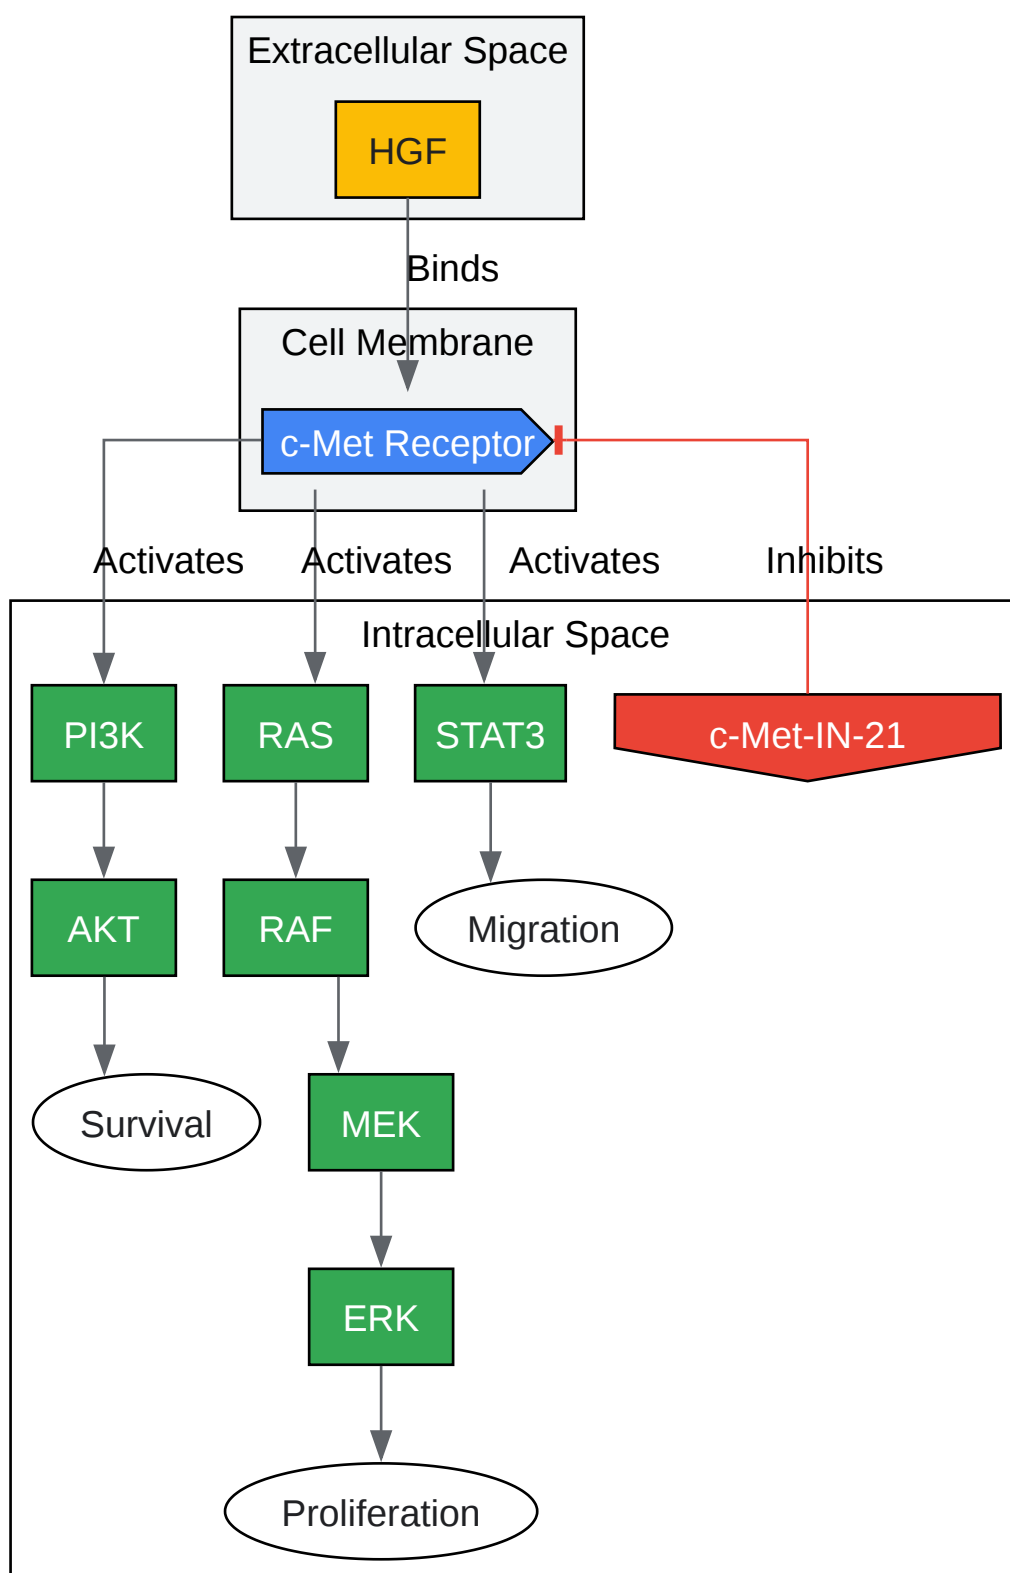 Extracellular Space
HGF
Binds
Cell Membrane
c-Met Receptor
Activates
Activates
Activates
Inhibits
Intracellular Space
PI3K
RAS
STAT3
c-Met-IN-21
AKT
RAF
Migration
Survival
MEK
ERK
Proliferation